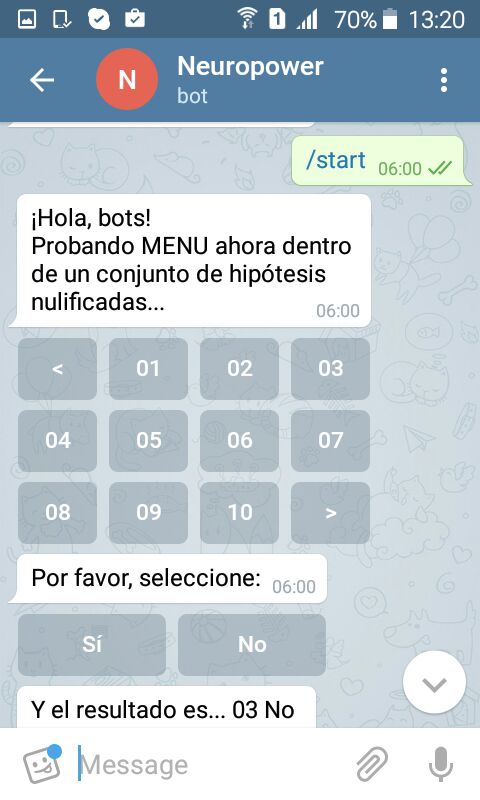 1 70% 13:20
N Neuropower
bot
/start 06:00
¡Hola, bots!
Probando MENU ahora dentro
de un conjunto de hipótesis
nulificadas...
06:00
< 01 02 03
04 05 06 07
08 09 10 >
Por favor, seleccione: 06:00
Sí No
Y el resultado es... 03 No
Message